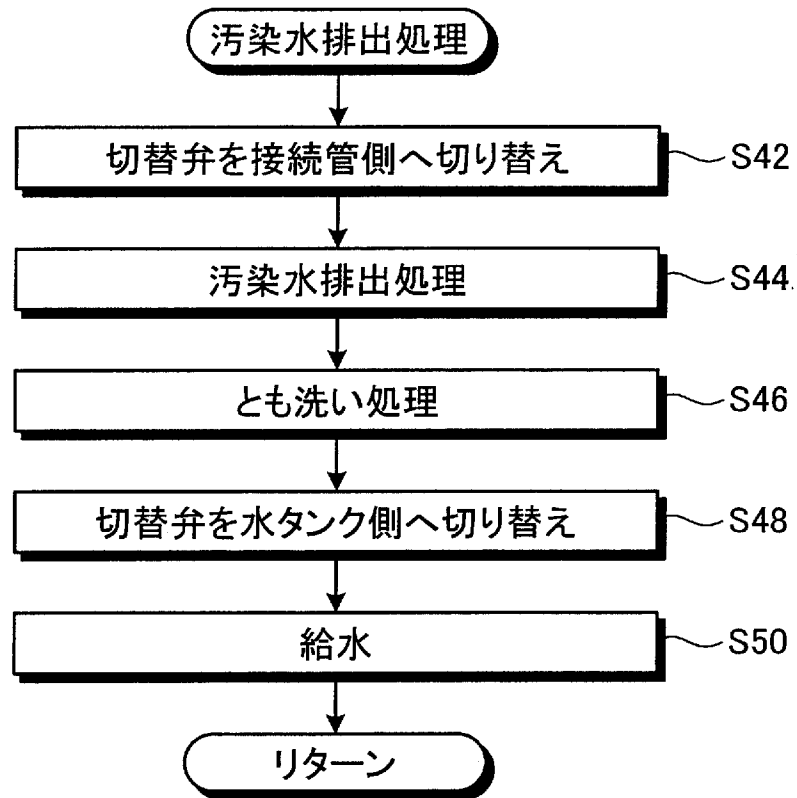 汚染水排出処理
切替弁を接続管側へ切り替え
S42
汚染水排出処理
S44
とも洗い処理
S46
切替弁を水タンク側へ切り替え
S48
給水
S50
リターン